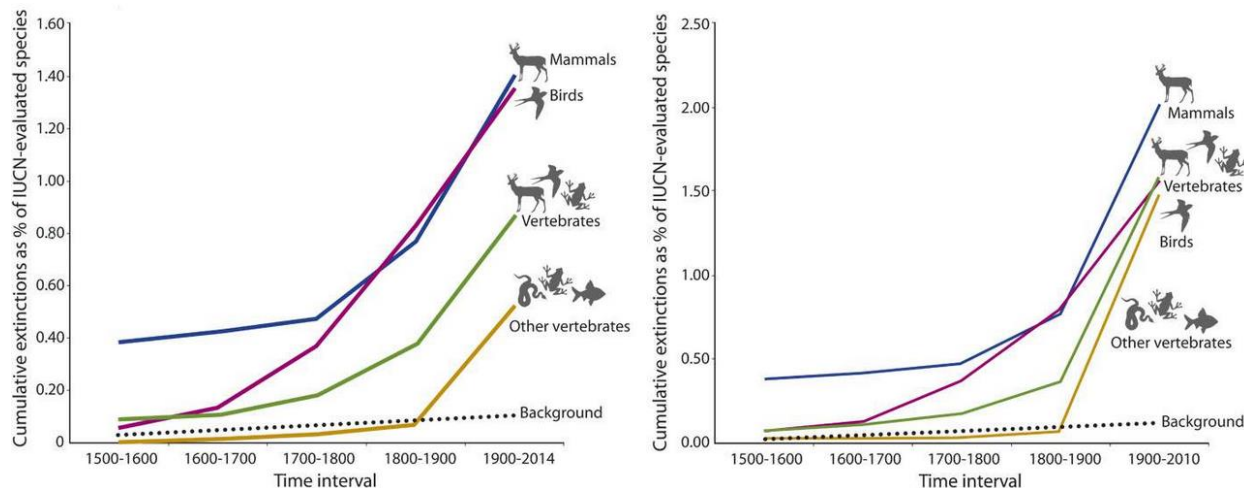 Cumulative extinctions as % of IUCN-evaluated species
1.60
1.40
1.20
1.00
0.80
0.60
0.40
0.20
0
Mammals
Birds
Vertebrates
Other vertebrates
Background
1500-1600
1600-1700
1700-1800
1800-1900
1900-2014
Time interval
Cumulative extinctions as % of IUCN-evaluated species
2.50
2.00
1.50
1.00
0.50
0.00
Mammals
Vertebrates
Birds
Other vertebrates
Background
1500-1600
1600-1700
1700-1800
1800-1900
1900-2010
Time interval